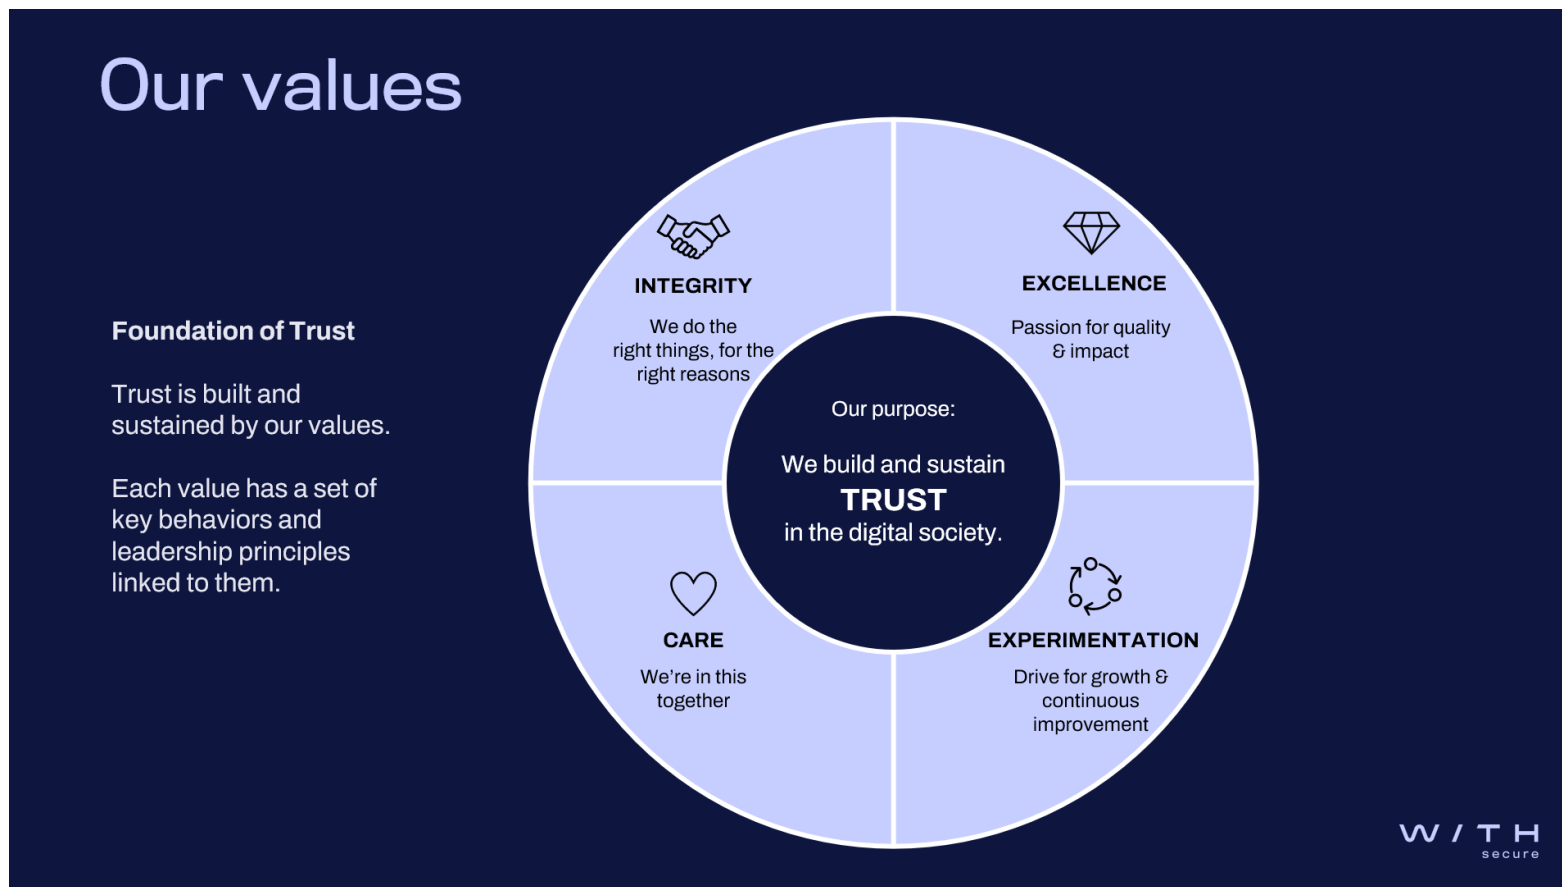 Our values
Foundation of Trust
Trust is built and
sustained by our values.
Each value has a set of
key behaviors and
leadership principles
linked to them.
INTEGRITY
We do the
right things, for the
right reasons
EXCELLENCE
Passion for quality
& impact
Our purpose:
We build and sustain
TRUST
in the digital society.
CARE
We’re in this
together
EXPERIMENTATION
Drive for growth &
continuous
improvement
W/TH
secure